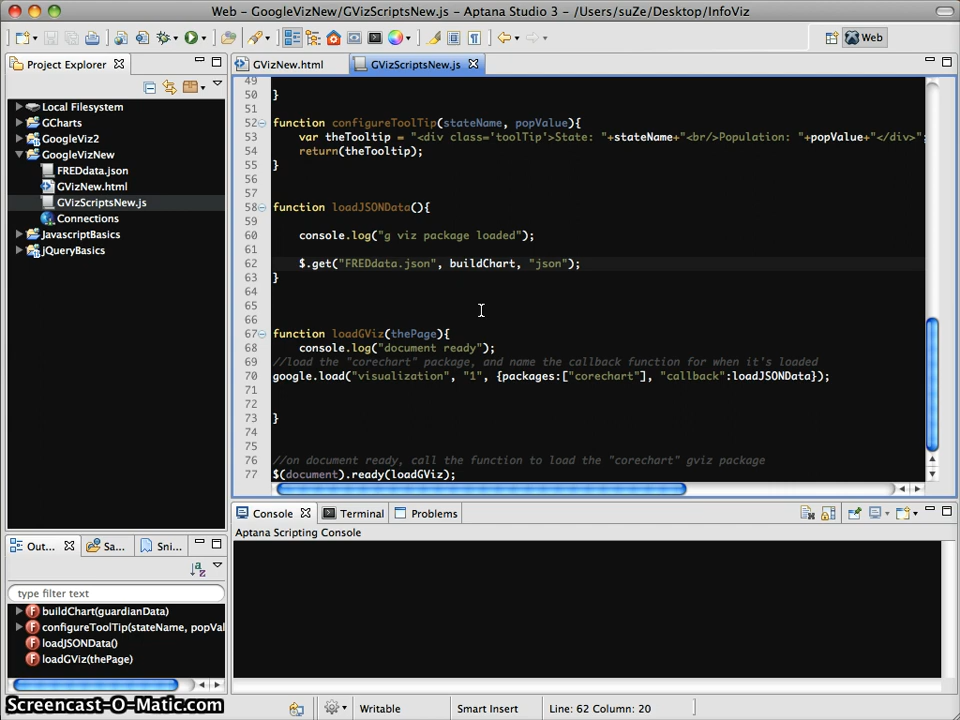 Web - GoogleVizNew/GVizScriptsNew.js - Aptana Studio 3 - /Users/suZe/Desktop/InfoViz
Web
Project Explorer
GVizNew.html
GVizScriptsNew.js
Local Filesystem
GCharts
GoogleViz2
GoogleVizNew
FREDdata.json
GVizNew.html
GVizScriptsNew.js
Connections
JavascriptBasics
jQueryBasics
49
50 }
51
52 function configureToolTip(stateName, popValue){
53 var theTooltip = "<div class='toolTip'>State: "+stateName+"<br/>Population: "+popValue+"</div>";
54 return(theTooltip);
55 }
56
57
58 function loadJSONData(){
59
60 console.log("g viz package loaded");
61
62 $.get("FREDdata.json", buildChart, "json");
63 }
64
65
66
67 function loadGViz(thePage){
68 console.log("document ready");
69 //load the "corechart" package, and name the callback function for when it's loaded
70 google.load("visualization", "1", {packages:["corechart"], "callback":loadJSONData});
71
72
73 }
74
75
76 //on document ready, call the function to load the "corechart" gviz package
77 $(document).ready(loadGViz);
Console
Terminal
Problems
Aptana Scripting Console
Out...
Sa...
Sni...
type filter text
buildChart(guardianData)
configureToolTip(stateName, popVal
loadJSONData()
loadGViz(thePage)
Screencast-O-Matic.com
Writable
Smart Insert
Line: 62 Column: 20